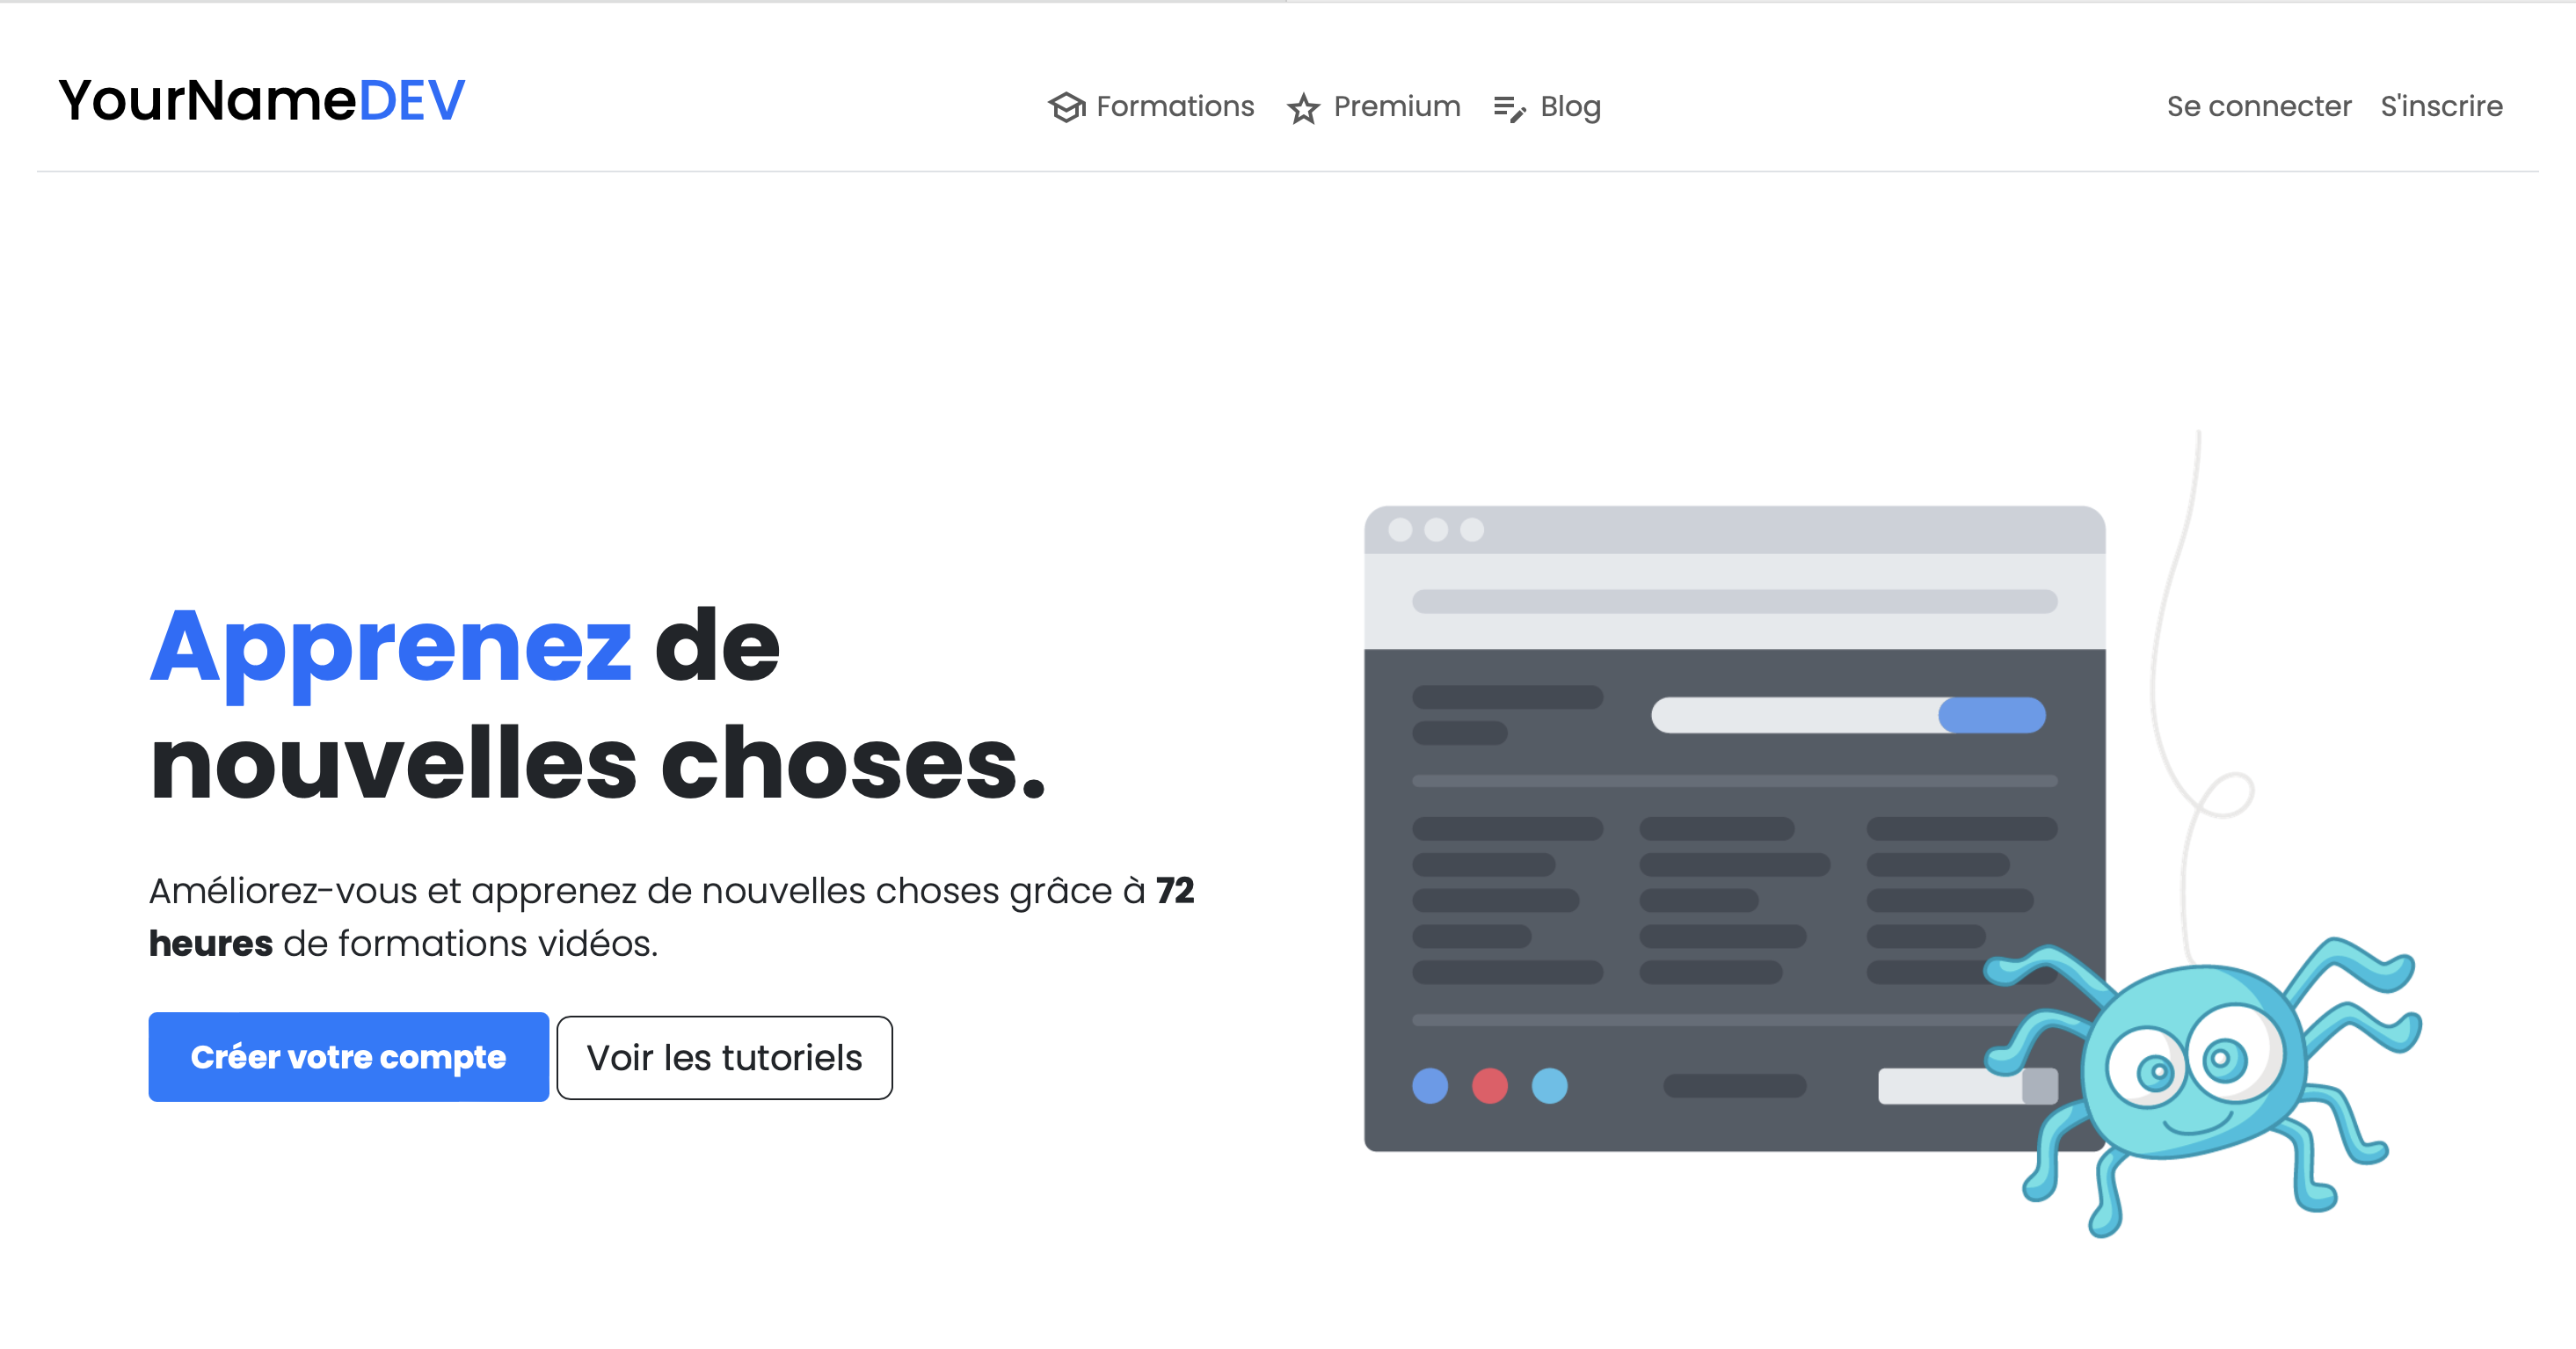 YourNameDEV
Formations Premium Blog
Se connecter S'inscrire
Apprenez de
nouvelles choses.
Améliorez-vous et apprenez de nouvelles choses grâce à 72
heures de formations vidéos.
Créer votre compte
Voir les tutoriels